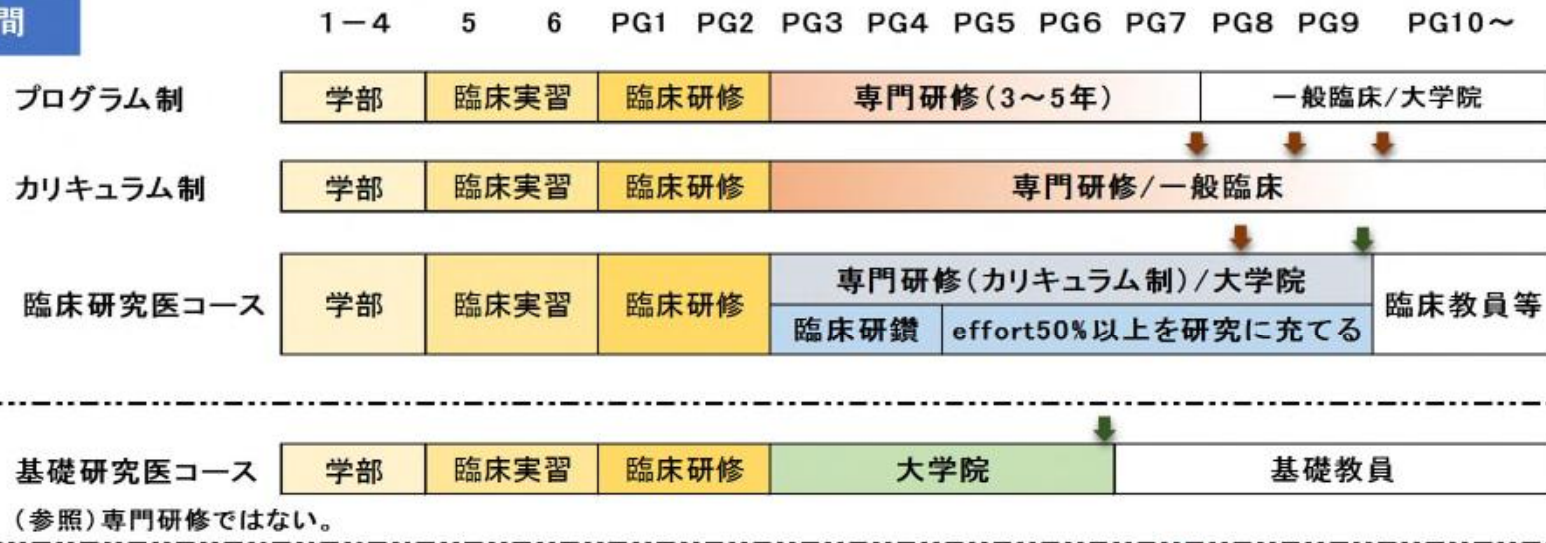 間 1-4 5 6 PG1 PG2 PG3 PG4 PG5 PG6 PG7 PG8 PG9 PG10～
プログラム制 学部 臨床実習 臨床研修 専門研修(3～5年) 一般臨床/大学院
カリキュラム制 学部 臨床実習 臨床研修 専門研修/一般臨床
臨床研究医コース 学部 臨床実習 臨床研修 専門研修(カリキュラム制)/大学院 臨床教員等
臨床研鑽 effort50%以上を研究に充てる
基礎研究医コース 学部 臨床実習 臨床研修 大学院 基礎教員
(参照)専門研修ではない。